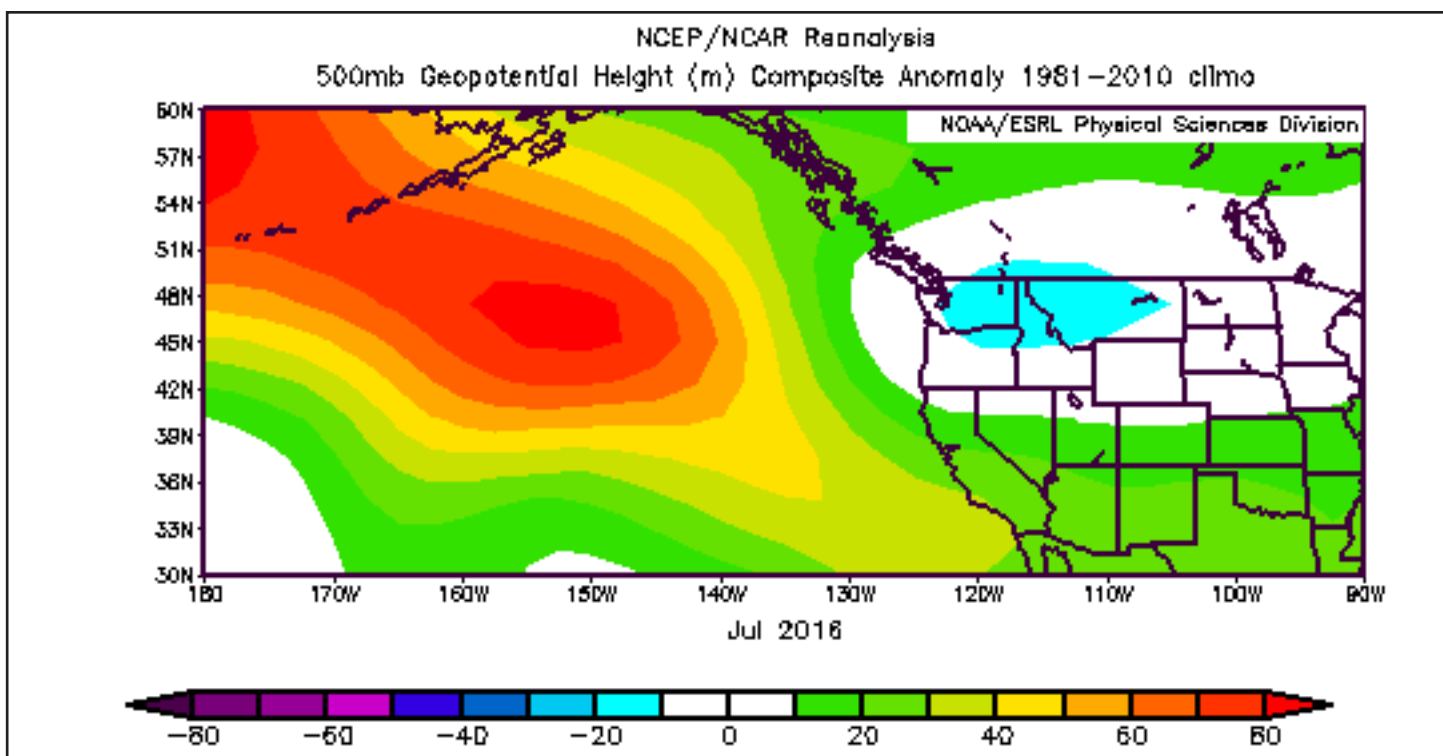 NCEP/NCAR Reanalysis
500mb Geopotential Height (m) Composite Anomaly 1981-2010 climo
NOAA/ESRL Physical Sciences Division
60N
57N
54N
51N
48N
45N
42N
39N
36N
33N
30N
180 170W 160W 150W 140W 130W 120W 110W 100W 90W
Jul 2016
-80 -60 -40 -20 0 20 40 60 80